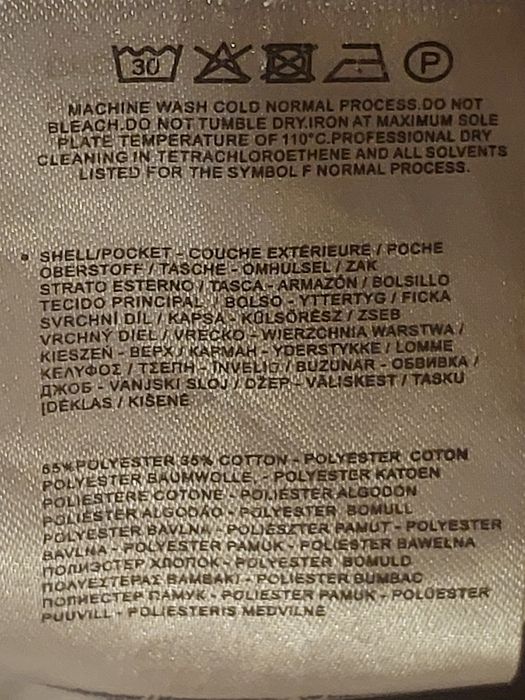 30 P
MACHINE WASH COLD NORMAL PROCESS.DO NOT
BLEACH.DO NOT TUMBLE DRY.IRON AT MAXIMUM SOLE
PLATE TEMPERATURE OF 110°C.PROFESSIONAL DRY
CLEANING IN TETRACHLOROETHENE AND ALL SOLVENTS
LISTED FOR THE SYMBOL F NORMAL PROCESS.
SHELL/POCKET - COUCHE EXTÉRIEURE / POCHE
OBERSTOFF / TASCHE - OMHULSEL / ZAK
STRATO ESTERNO / TASCA - ARMAZÓN / BOLSILLO
TECIDO PRINCIPAL / BOLSO - YTTERTYG / FICKA
SVRCHNÍ DÍL / KAPSA - KÜLSŐRÉSZ / ZSEB
VRCHNÝ DIEL / VRECKO - WIERZCHNIA WARSTWA /
KIESZEŃ - ВЕРХ / КАРМАН - YDERSTYKKE / LOMME
ΚΕΛΥΦΟΣ / ΤΣΕΠΗ - INVELIŞ / BUZUNAR - ОБВИВКА /
ДЖОБ - VANJSKI SLOJ / DŽEP - VÄLISKEST / TASKU
IDĒKLAS / KIŠENĖ
65%POLYESTER 35% COTTON - POLYESTER COTON
POLYESTER BAUMWOLLE - POLYESTER KATOEN
POLIESTERE COTONE - POLIÉSTER ALGODÓN
POLIÉSTER ALGODÃO - POLYESTER BOMULL
POLYESTER BAVLNA - POLIÉSZTER PAMUT - POLYESTER
BAVLNA - POLYESTER PAMUK - POLIESTER BAWEŁNA
ПОЛИЭСТЕР ХЛОПОК - POLYESTER BOMULD
ΠΟΛΥΕΣΤΕΡΑΣ ΒΑΜΒΑΚΙ - POLIESTER BUMBAC
ПОЛИЕСТЕР ПАМУК - POLIESTER PAMUK - POLÜESTER
PUUVILL - POLIESTERIS MEDVILNĖ